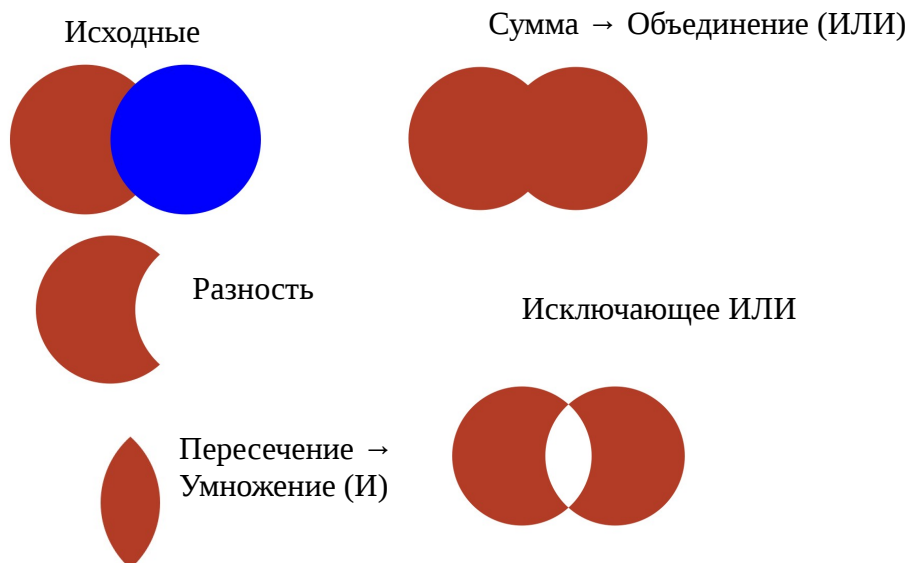 Исходные
Сумма → Объединение (ИЛИ)
Разность
Исключающее ИЛИ
Пересечение →
Умножение (И)